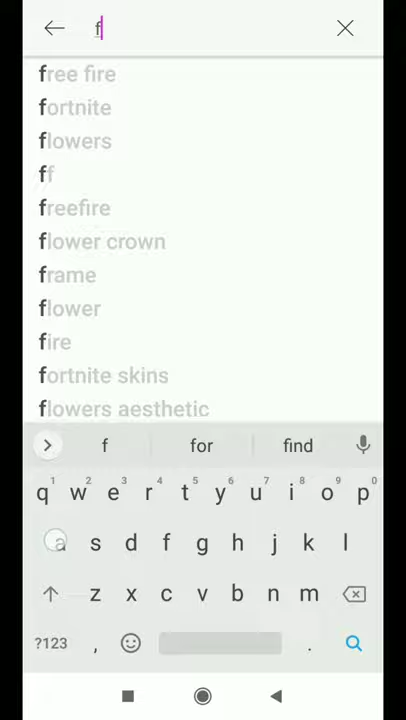 f
free fire
fortnite
flowers
ff
freefire
flower crown
frame
flower
fire
fortnite skins
flowers aesthetic
f for find
1 2 3 4 5 6 7 8 9 0
q w e r t y u i o p
a s d f g h j k l
z x c v b n m
?123 , .